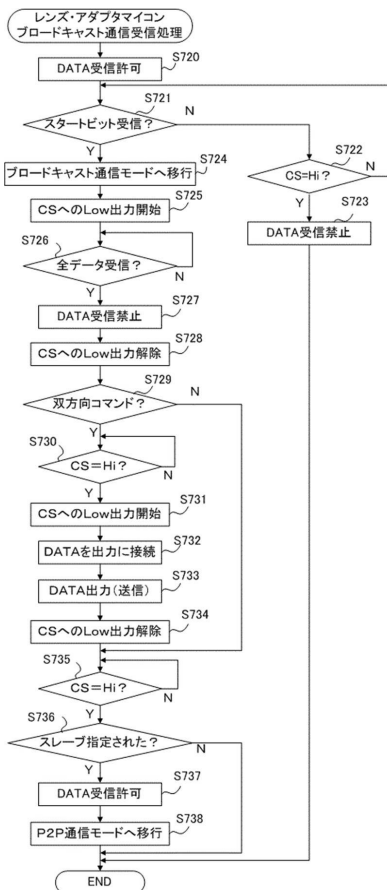 レンズ・アダプタマイコン
ブロードキャスト通信受信処理
S720
DATA受信許可
S721
スタートビット受信？
N
Y
S722
CS=Hi？
N
Y
S724
ブロードキャスト通信モードへ移行
S723
DATA受信禁止
S725
CSへのLow出力開始
S726
全データ受信？
N
Y
S727
DATA受信禁止
S728
CSへのLow出力解除
S729
双方向コマンド？
N
Y
S730
CS＝Hi？
N
Y
S731
CSへのLow出力開始
S732
DATAを出力に接続
S733
DATA出力（送信）
S734
CSへのLow出力解除
S735
CS=Hi？
N
Y
S736
スレーブ指定された？
N
Y
S737
DATA受信許可
S738
P2P通信モードへ移行
END